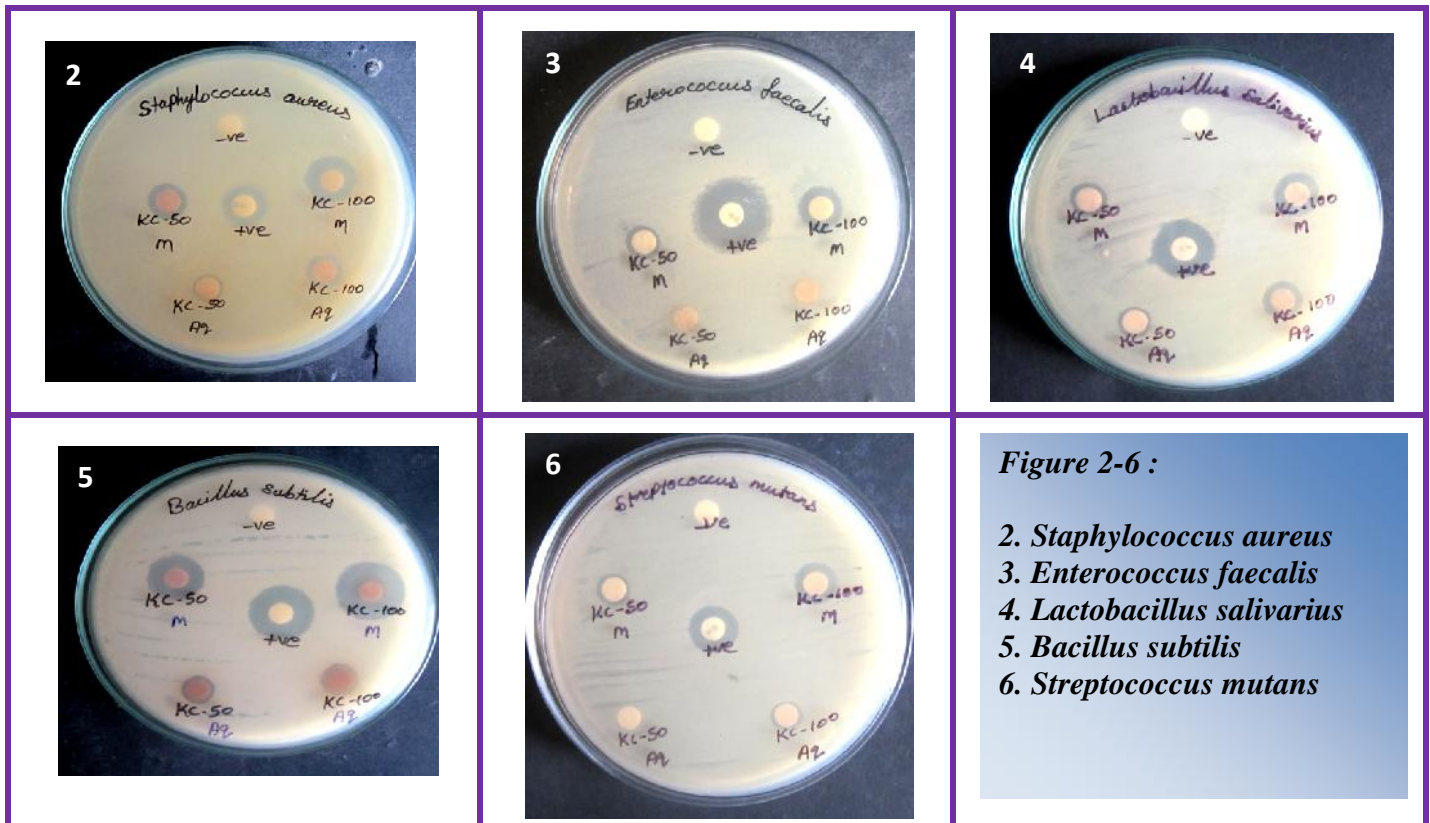 2
Staphylococcus aureus
-ve
KC-50
M
+ve
KC-100
M
KC-50
Aq
KC-100
Aq
3
Enterococcus faecalis
-ve
+ve
KC-100
M
KC-50
M
KC-50
Aq
KC-100
Aq
4
Lactobacillus Salivarius
-ve
KC-50
M
KC-100
M
+ve
KC-50
Aq
KC-100
Aq
5
Bacillus Subtilis
-ve
KC-50
M
+ve
KC-100
M
KC-50
Aq
KC-100
Aq
6
Streptococcus mutans
-ve
KC-50
M
KC-100
M
+ve
KC-50
Aq
KC-100
Aq
Figure 2-6 :
2. Staphylococcus aureus
3. Enterococcus faecalis
4. Lactobacillus salivarius
5. Bacillus subtilis
6. Streptococcus mutans